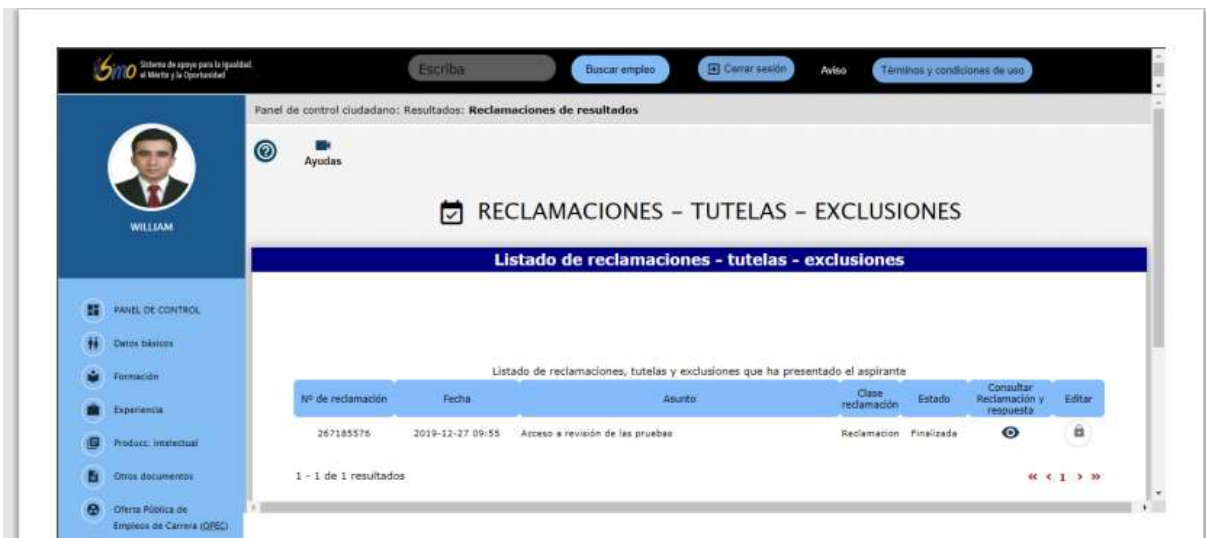 Simo Sistema de apoyo para la Igualdad,
el Mérito y la Oportunidad
Escriba
Buscar empleo
Cerrar sesión
Aviso
Términos y condiciones de uso
Panel de control ciudadano: Resultados: Reclamaciones de resultados
Ayudas
WILLIAM
RECLAMACIONES – TUTELAS – EXCLUSIONES
Listado de reclamaciones - tutelas - exclusiones
PANEL DE CONTROL
Datos básicos
Formación
Experiencia
Producc. intelectual
Otros documentos
Oferta Pública de
Empleos de Carrera (OPEC)
Listado de reclamaciones, tutelas y exclusiones que ha presentado el aspirante
Nº de reclamación Fecha Asunto Clase reclamación Estado Consultar Reclamación y respuesta Editar
267185576 2019-12-27 09:55 Acceso a revisión de las pruebas Reclamacion Finalizada
1 - 1 de 1 resultados
« < 1 > »